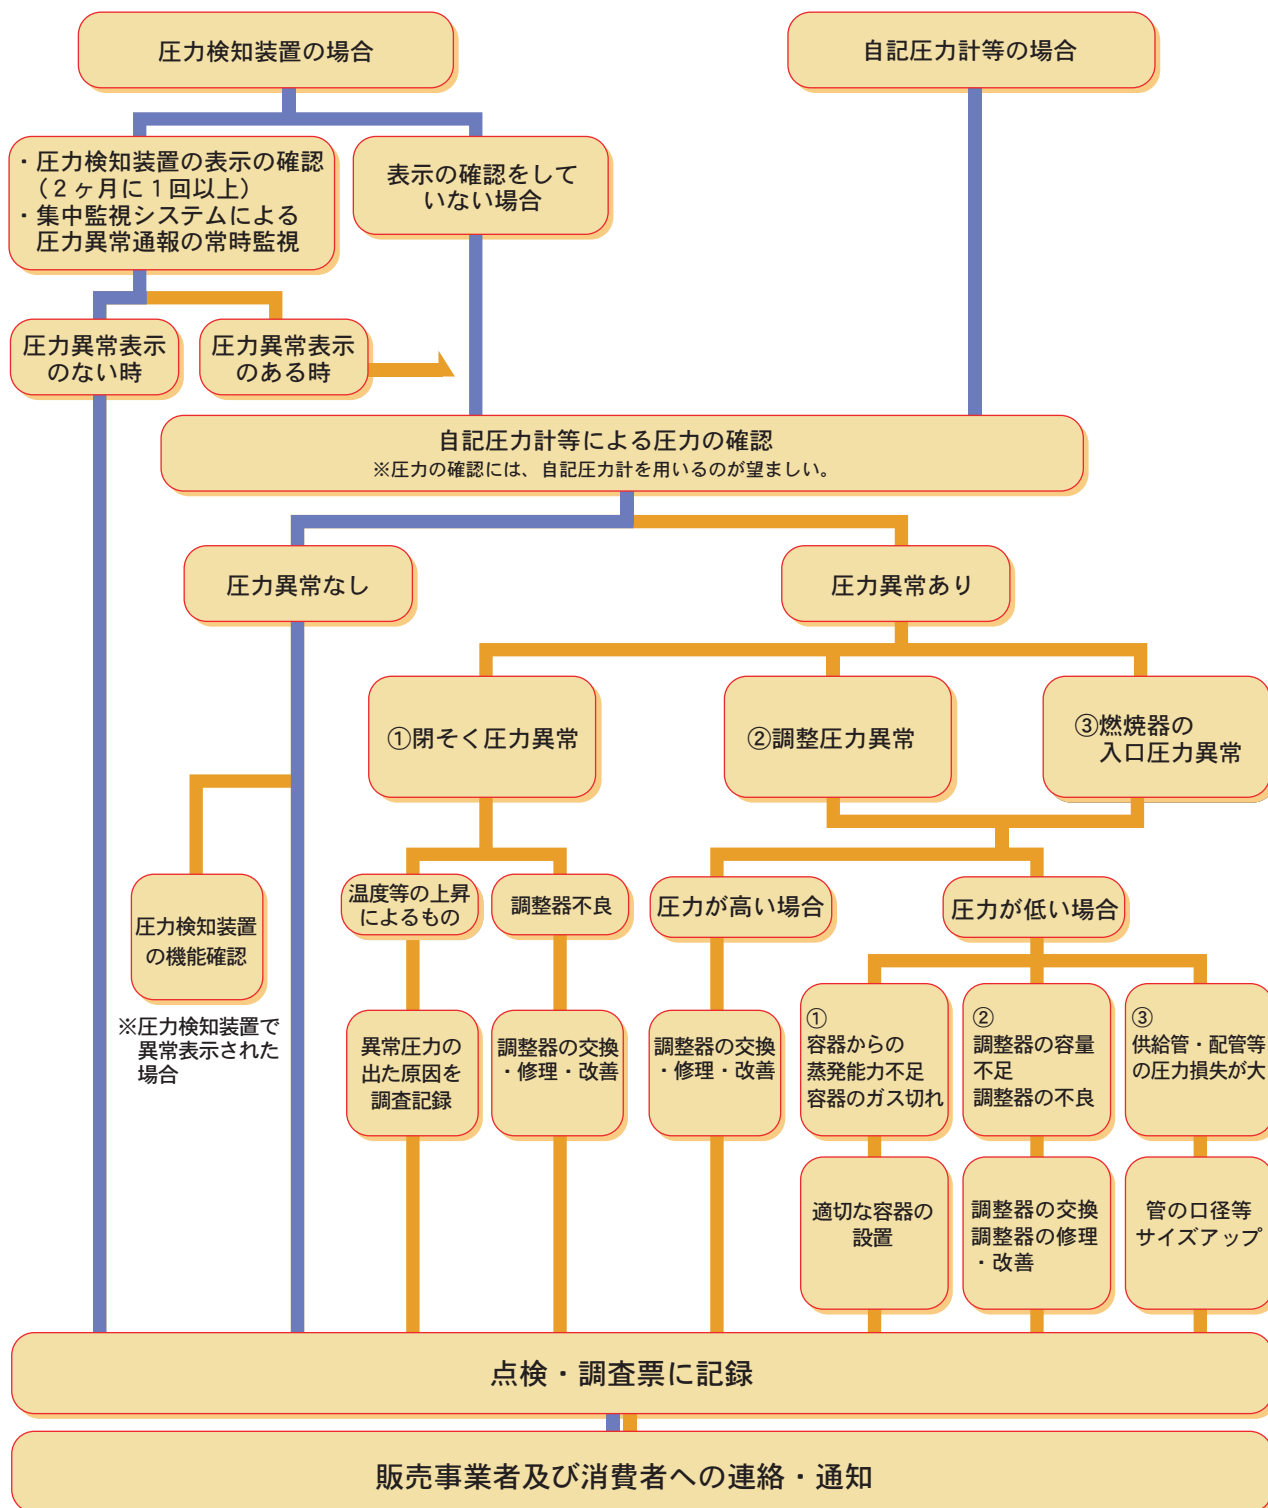 圧力検知装置の場合
自記圧力計等の場合
・圧力検知装置の表示の確認
（２ヶ月に１回以上）
・集中監視システムによる
圧力異常通報の常時監視
表示の確認をして
いない場合
圧力異常表示
のない時
圧力異常表示
のある時
自記圧力計等による圧力の確認
※圧力の確認には、自記圧力計を用いるのが望ましい。
圧力異常なし
圧力異常あり
①閉そく圧力異常
②調整圧力異常
③燃焼器の
入口圧力異常
圧力検知装置
の機能確認
※圧力検知装置で
異常表示された
場合
温度等の上昇
によるもの
調整器不良
圧力が高い場合
圧力が低い場合
異常圧力の
出た原因を
調査記録
調整器の交換
・修理・改善
調整器の交換
・修理・改善
①
容器からの
蒸発能力不足
容器のガス切れ
②
調整器の容量
不足
調整器の不良
③
供給管・配管等
の圧力損失が大
適切な容器の
設置
調整器の交換
調整器の修理
・改善
管の口径等
サイズアップ
点検・調査票に記録
販売事業者及び消費者への連絡・通知